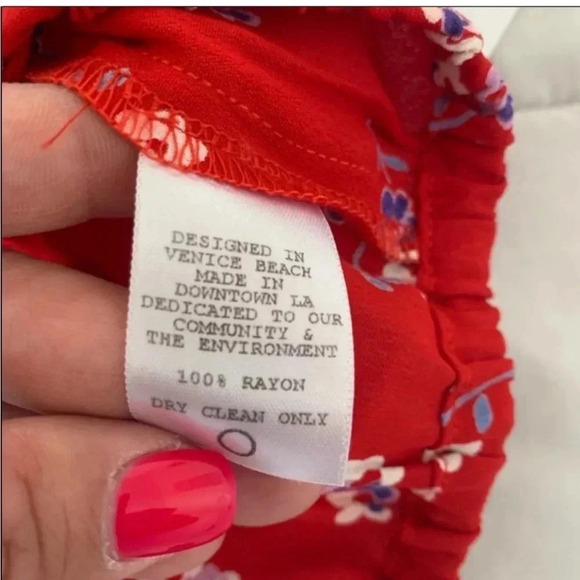 DESIGNED IN
VENICE BEACH
MADE IN
DOWNTOWN LA
DEDICATED TO OUR
COMMUNITY &
THE ENVIRONMENT
100% RAYON
DRY CLEAN ONLY